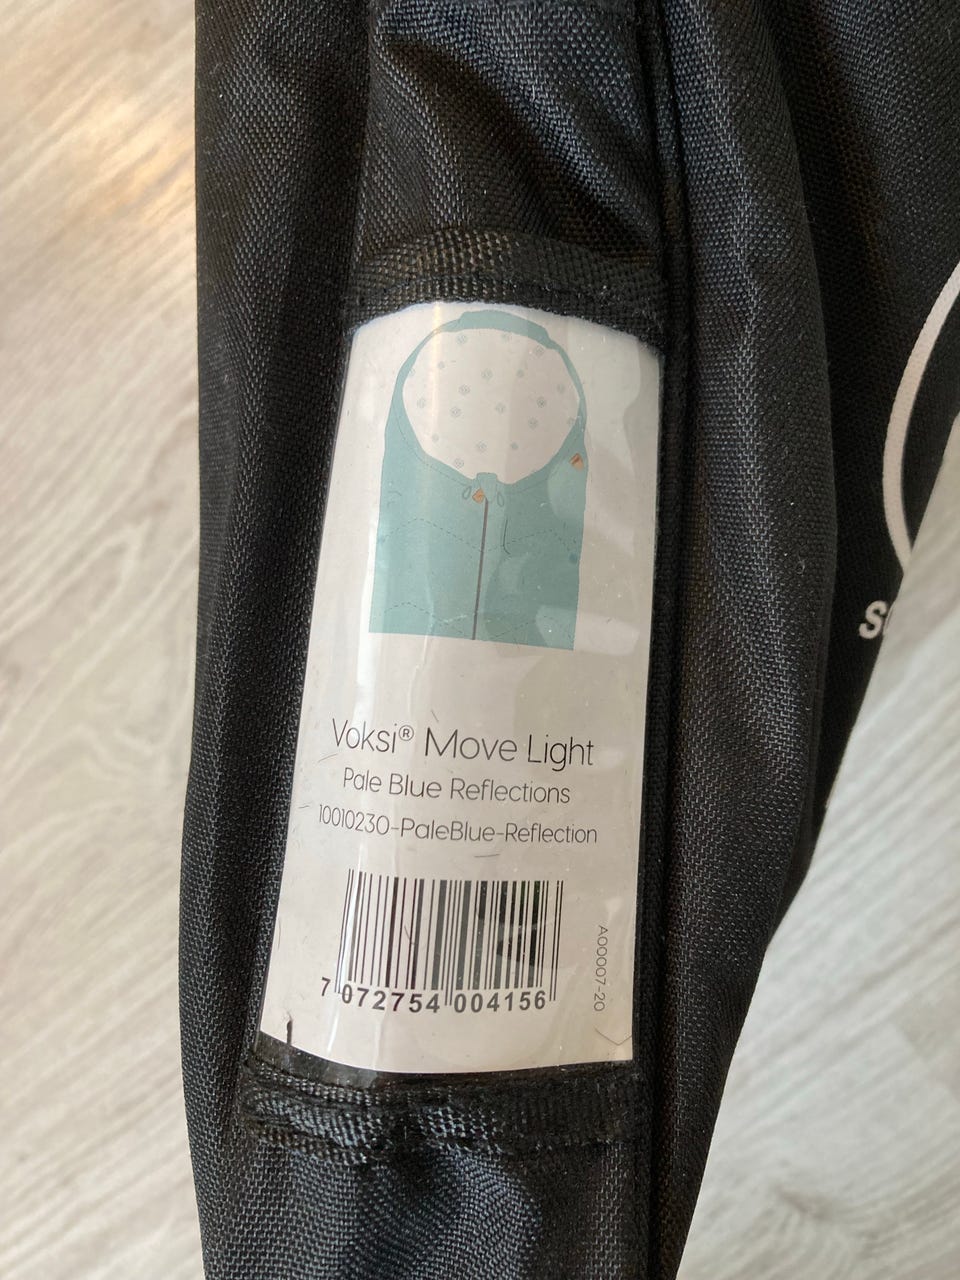 Voksi® Move Light
Pale Blue Reflections
10010230-PaleBlue-Reflection
A00007-20
7 072754 004156